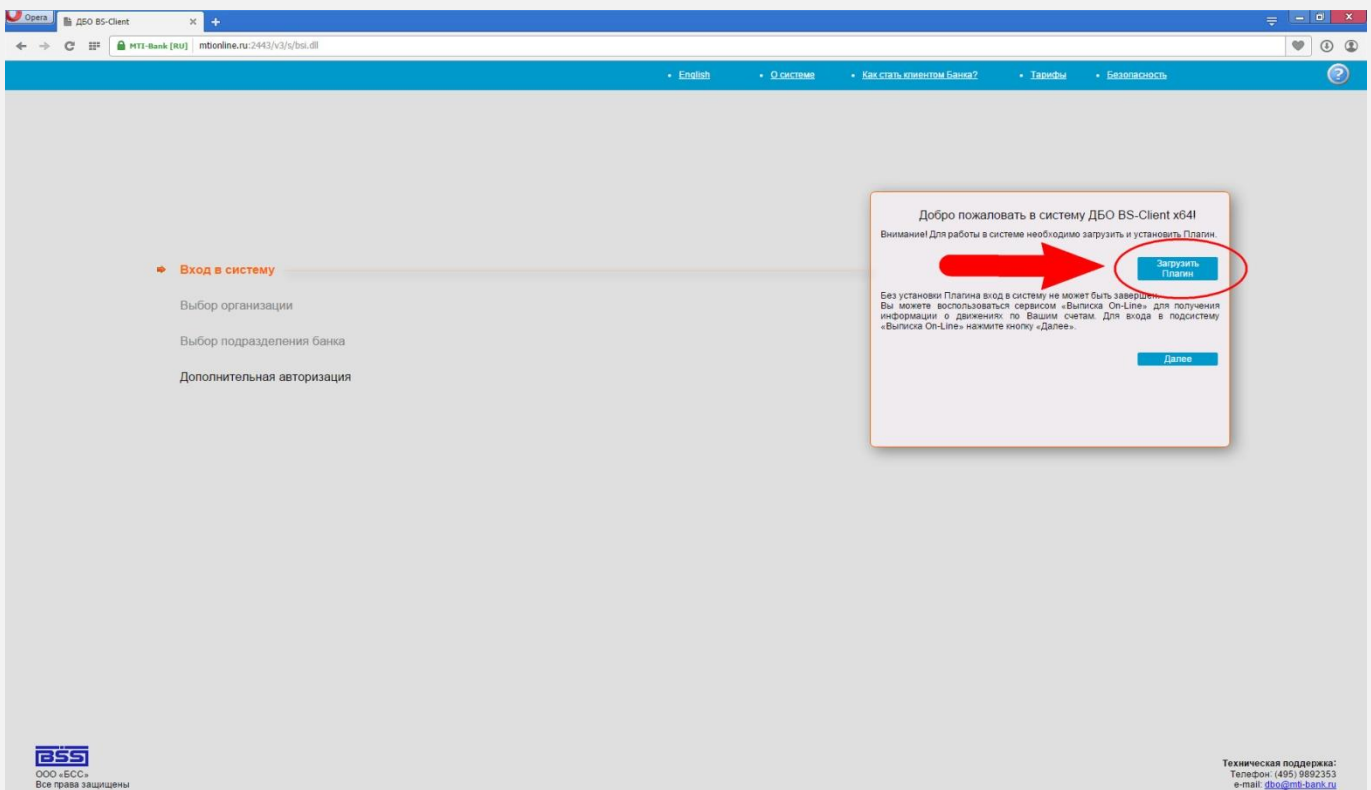 Opera
ДБО BS-Client
MTI-Bank [RU] mtionline.ru:2443/v3/s/bsi.dll
English
О системе
Как стать клиентом Банка?
Тарифы
Безопасность
?
Добро пожаловать в систему ДБО BS-Client x64!
Внимание! Для работы в системе необходимо загрузить и установить Плагин.
Загрузить
Плагин
Без установки Плагина вход в систему не может быть
Вы можете воспользоваться сервисом «Выписка On-Line» для получения
информации о движениях по Вашим счетам. Для входа в подсистему
«Выписка On-Line» нажмите кнопку «Далее».
Далее
Вход в систему
Выбор организации
Выбор подразделения банка
Дополнительная авторизация
BSS
ООО «БСС»
Все права защищены
Техническая поддержка:
Телефон: (495) 9892353
e-mail: dbo@mti-bank.ru